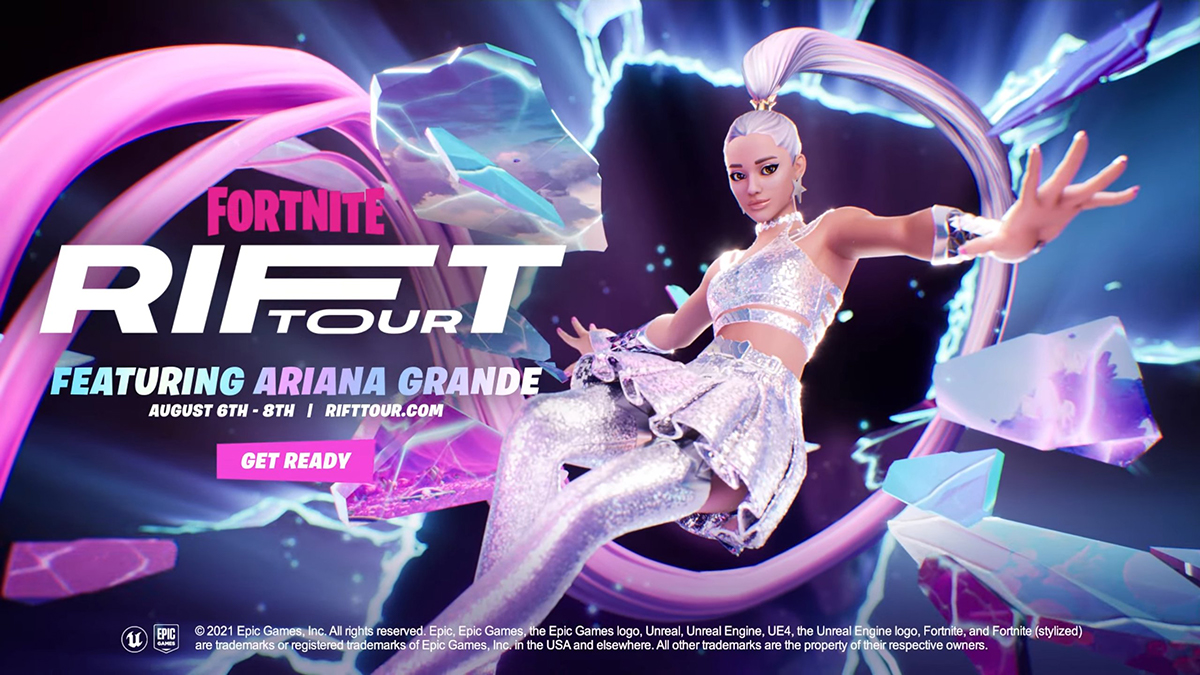 FORTNITE
RIFT
TOUR
FEATURING ARIANA GRANDE
AUGUST 6TH - 8TH | RIFTTOUR.COM
GET READY
EPIC
GAMES
© 2021 Epic Games, Inc. All rights reserved. Epic, Epic Games, the Epic Games logo, Unreal, Unreal Engine, UE4, the Unreal Engine logo, Fortnite, and Fortnite (stylized)
are trademarks or registered trademarks of Epic Games, Inc. in the USA and elsewhere. All other trademarks are the property of their respective owners.